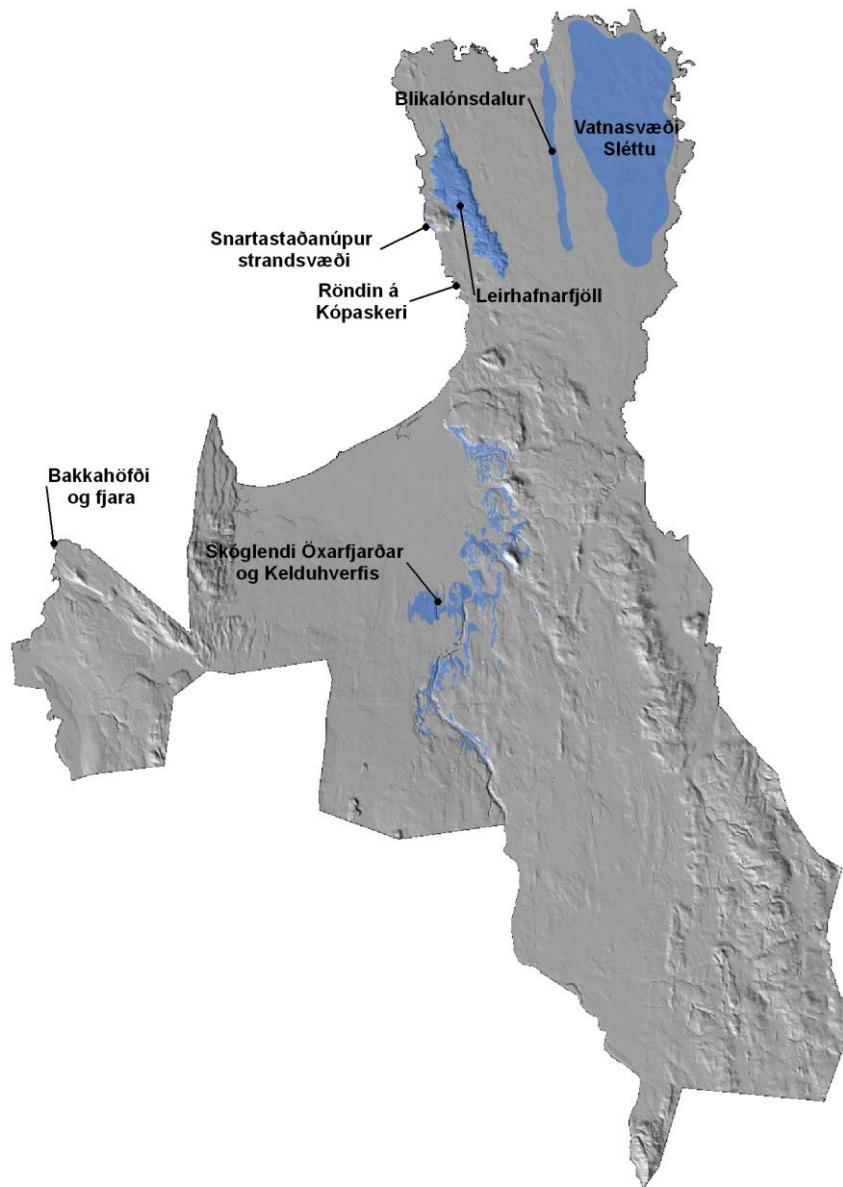 Blikalónsdalur
Vatnasvæði
Sléttu
Snartastaðanúpur
strandsvæði
Röndin á
Kópaskeri
Leirhafnarfjöll
Bakkahöfði
og fjara
Skóglendi Öxarfjarðar
og Kelduhverfis